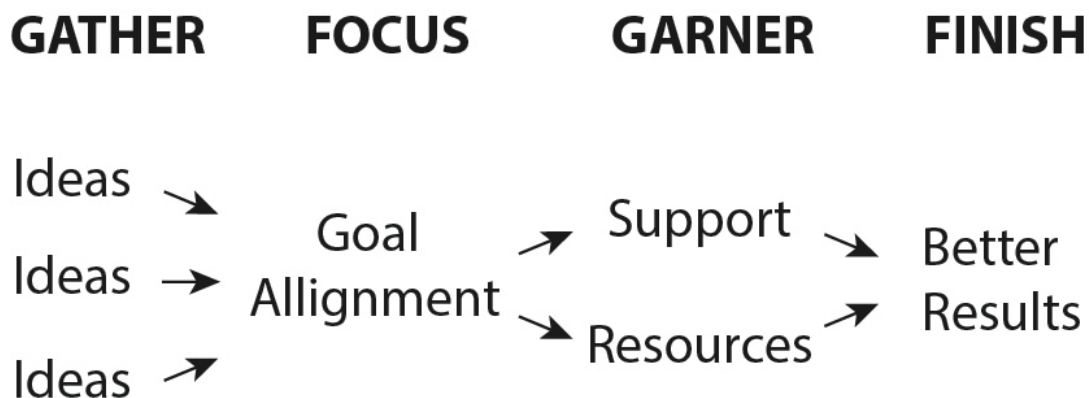 GATHER FOCUS GARNER FINISH
Ideas
Ideas
Ideas
Goal
Allignment
Support
Resources
Better
Results